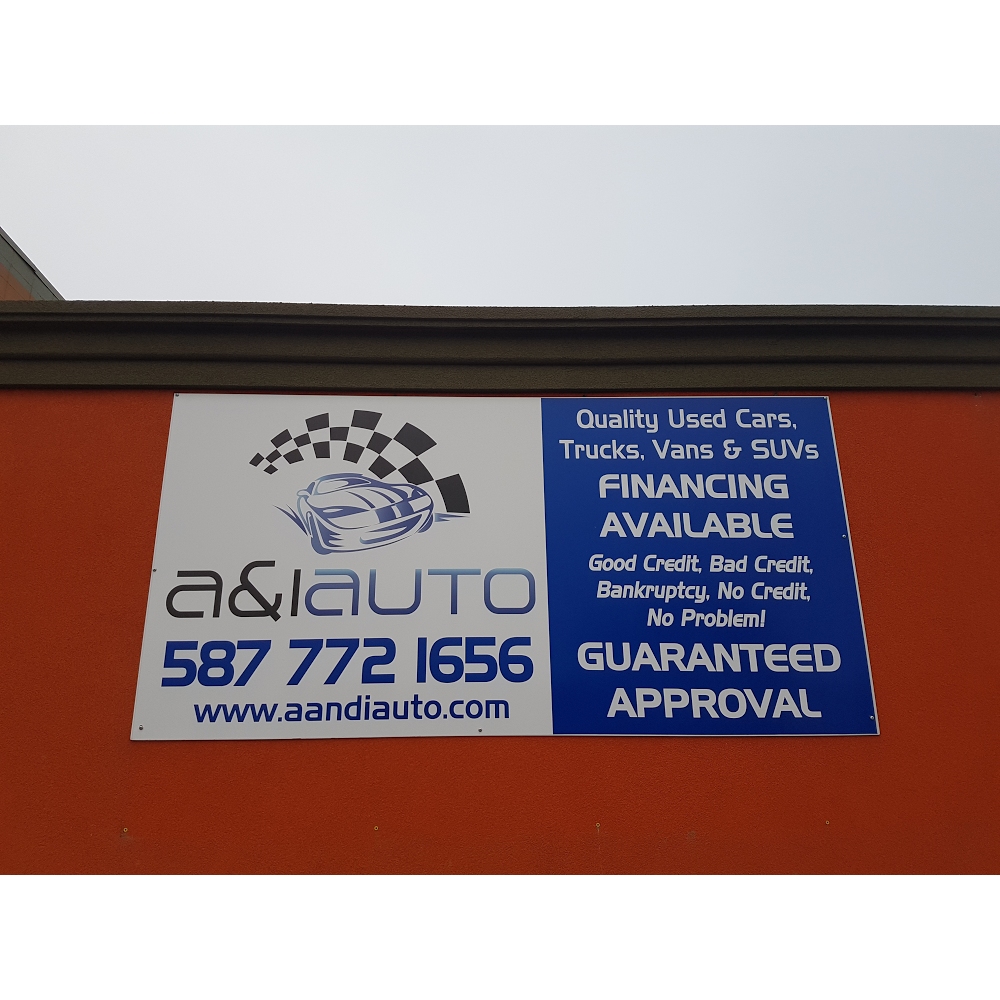 a&iauto
587 772 1656
www.aandiauto.com
Quality Used Cars,
Trucks, Vans & SUVs
FINANCING
AVAILABLE
Good Credit, Bad Credit,
Bankruptcy, No Credit,
No Problem!
GUARANTEED
APPROVAL